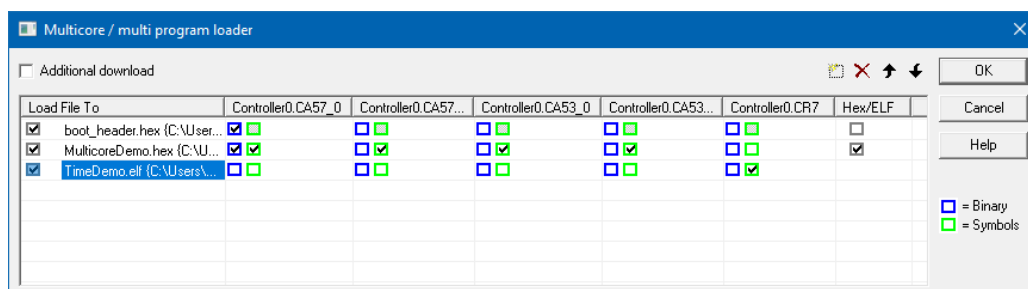 Multicore / multi program loader
Additional download
OK
Load File To Controller0.CA57_0 Controller0.CA57... Controller0.CA53_0 Controller0.CA53... Controller0.CR7 Hex/ELF
Cancel
boot_header.hex {C:\User...
MulticoreDemo.hex {C:\U...
Help
TimeDemo.elf {C:\Users\...
= Binary
= Symbols